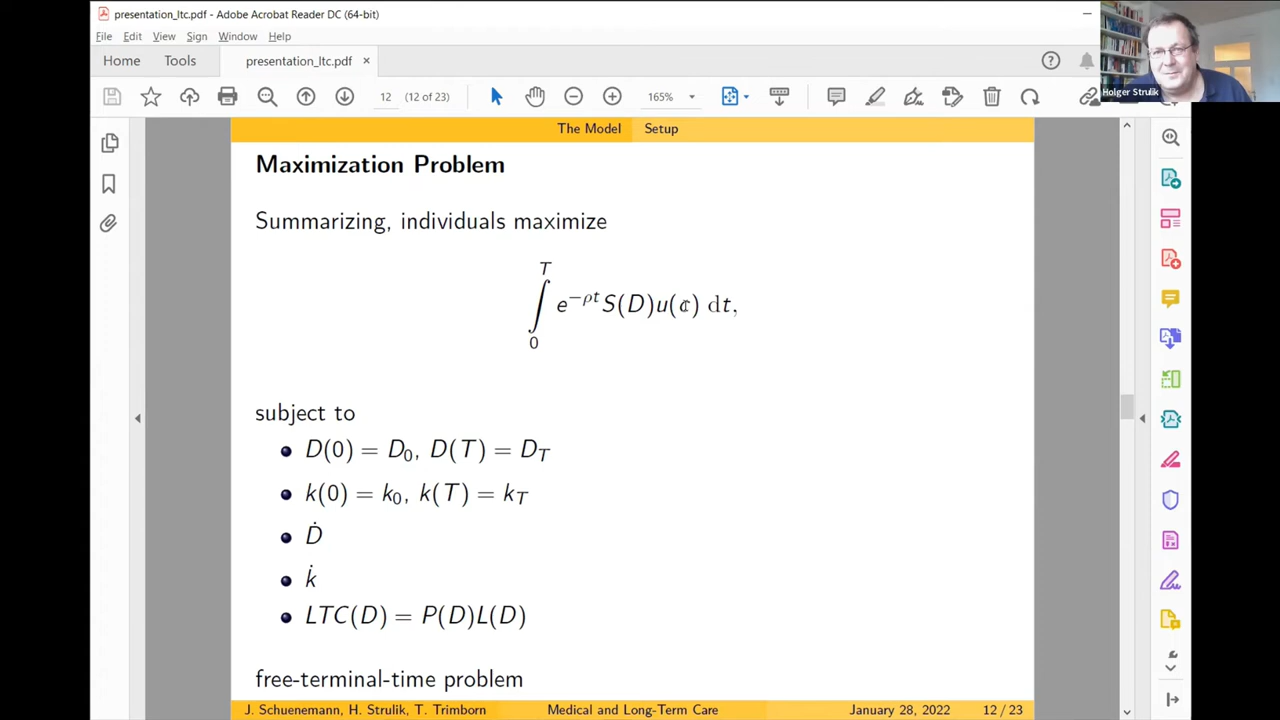 presentation_ltc.pdf - Adobe Acrobat Reader DC (64-bit)
File Edit View Sign Window Help
Home Tools presentation_ltc.pdf ×
12 (12 of 23) 165%
Holger Strulik
The Model Setup
Maximization Problem
Summarizing, individuals maximize
T
∫ e^{−ρt}S(D)u(c) dt,
0
subject to
D(0) = D₀, D(T) = D_T
k(0) = k₀, k(T) = k_T
Ḋ
k̇
LTC(D) = P(D)L(D)
free-terminal-time problem
J. Schuenemann, H. Strulik, T. Trimborn Medical and Long-Term Care January 28, 2022 12 / 23